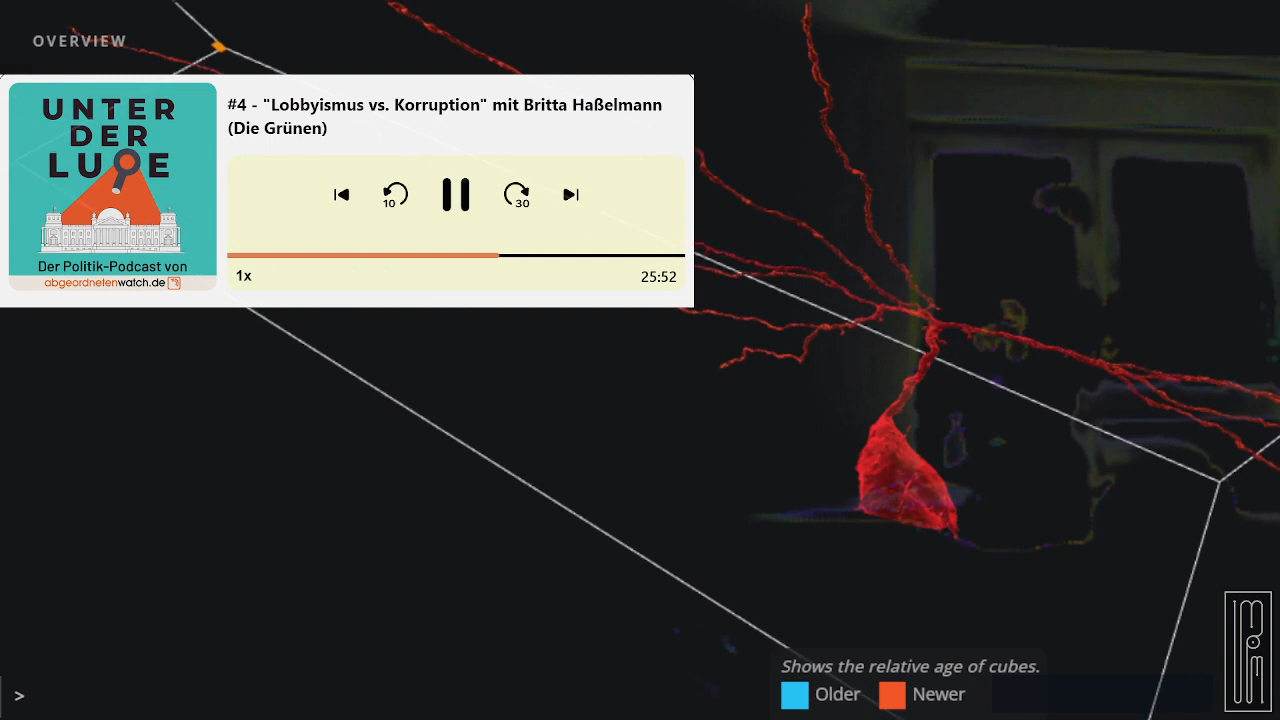 OVERVIEW
UNTER
DER
LUPE
Der Politik-Podcast von
abgeordnetenwatch.de
#4 - "Lobbyismus vs. Korruption" mit Britta Haßelmann
(Die Grünen)
10
30
1x
25:52
Shows the relative age of cubes.
Older
Newer
>